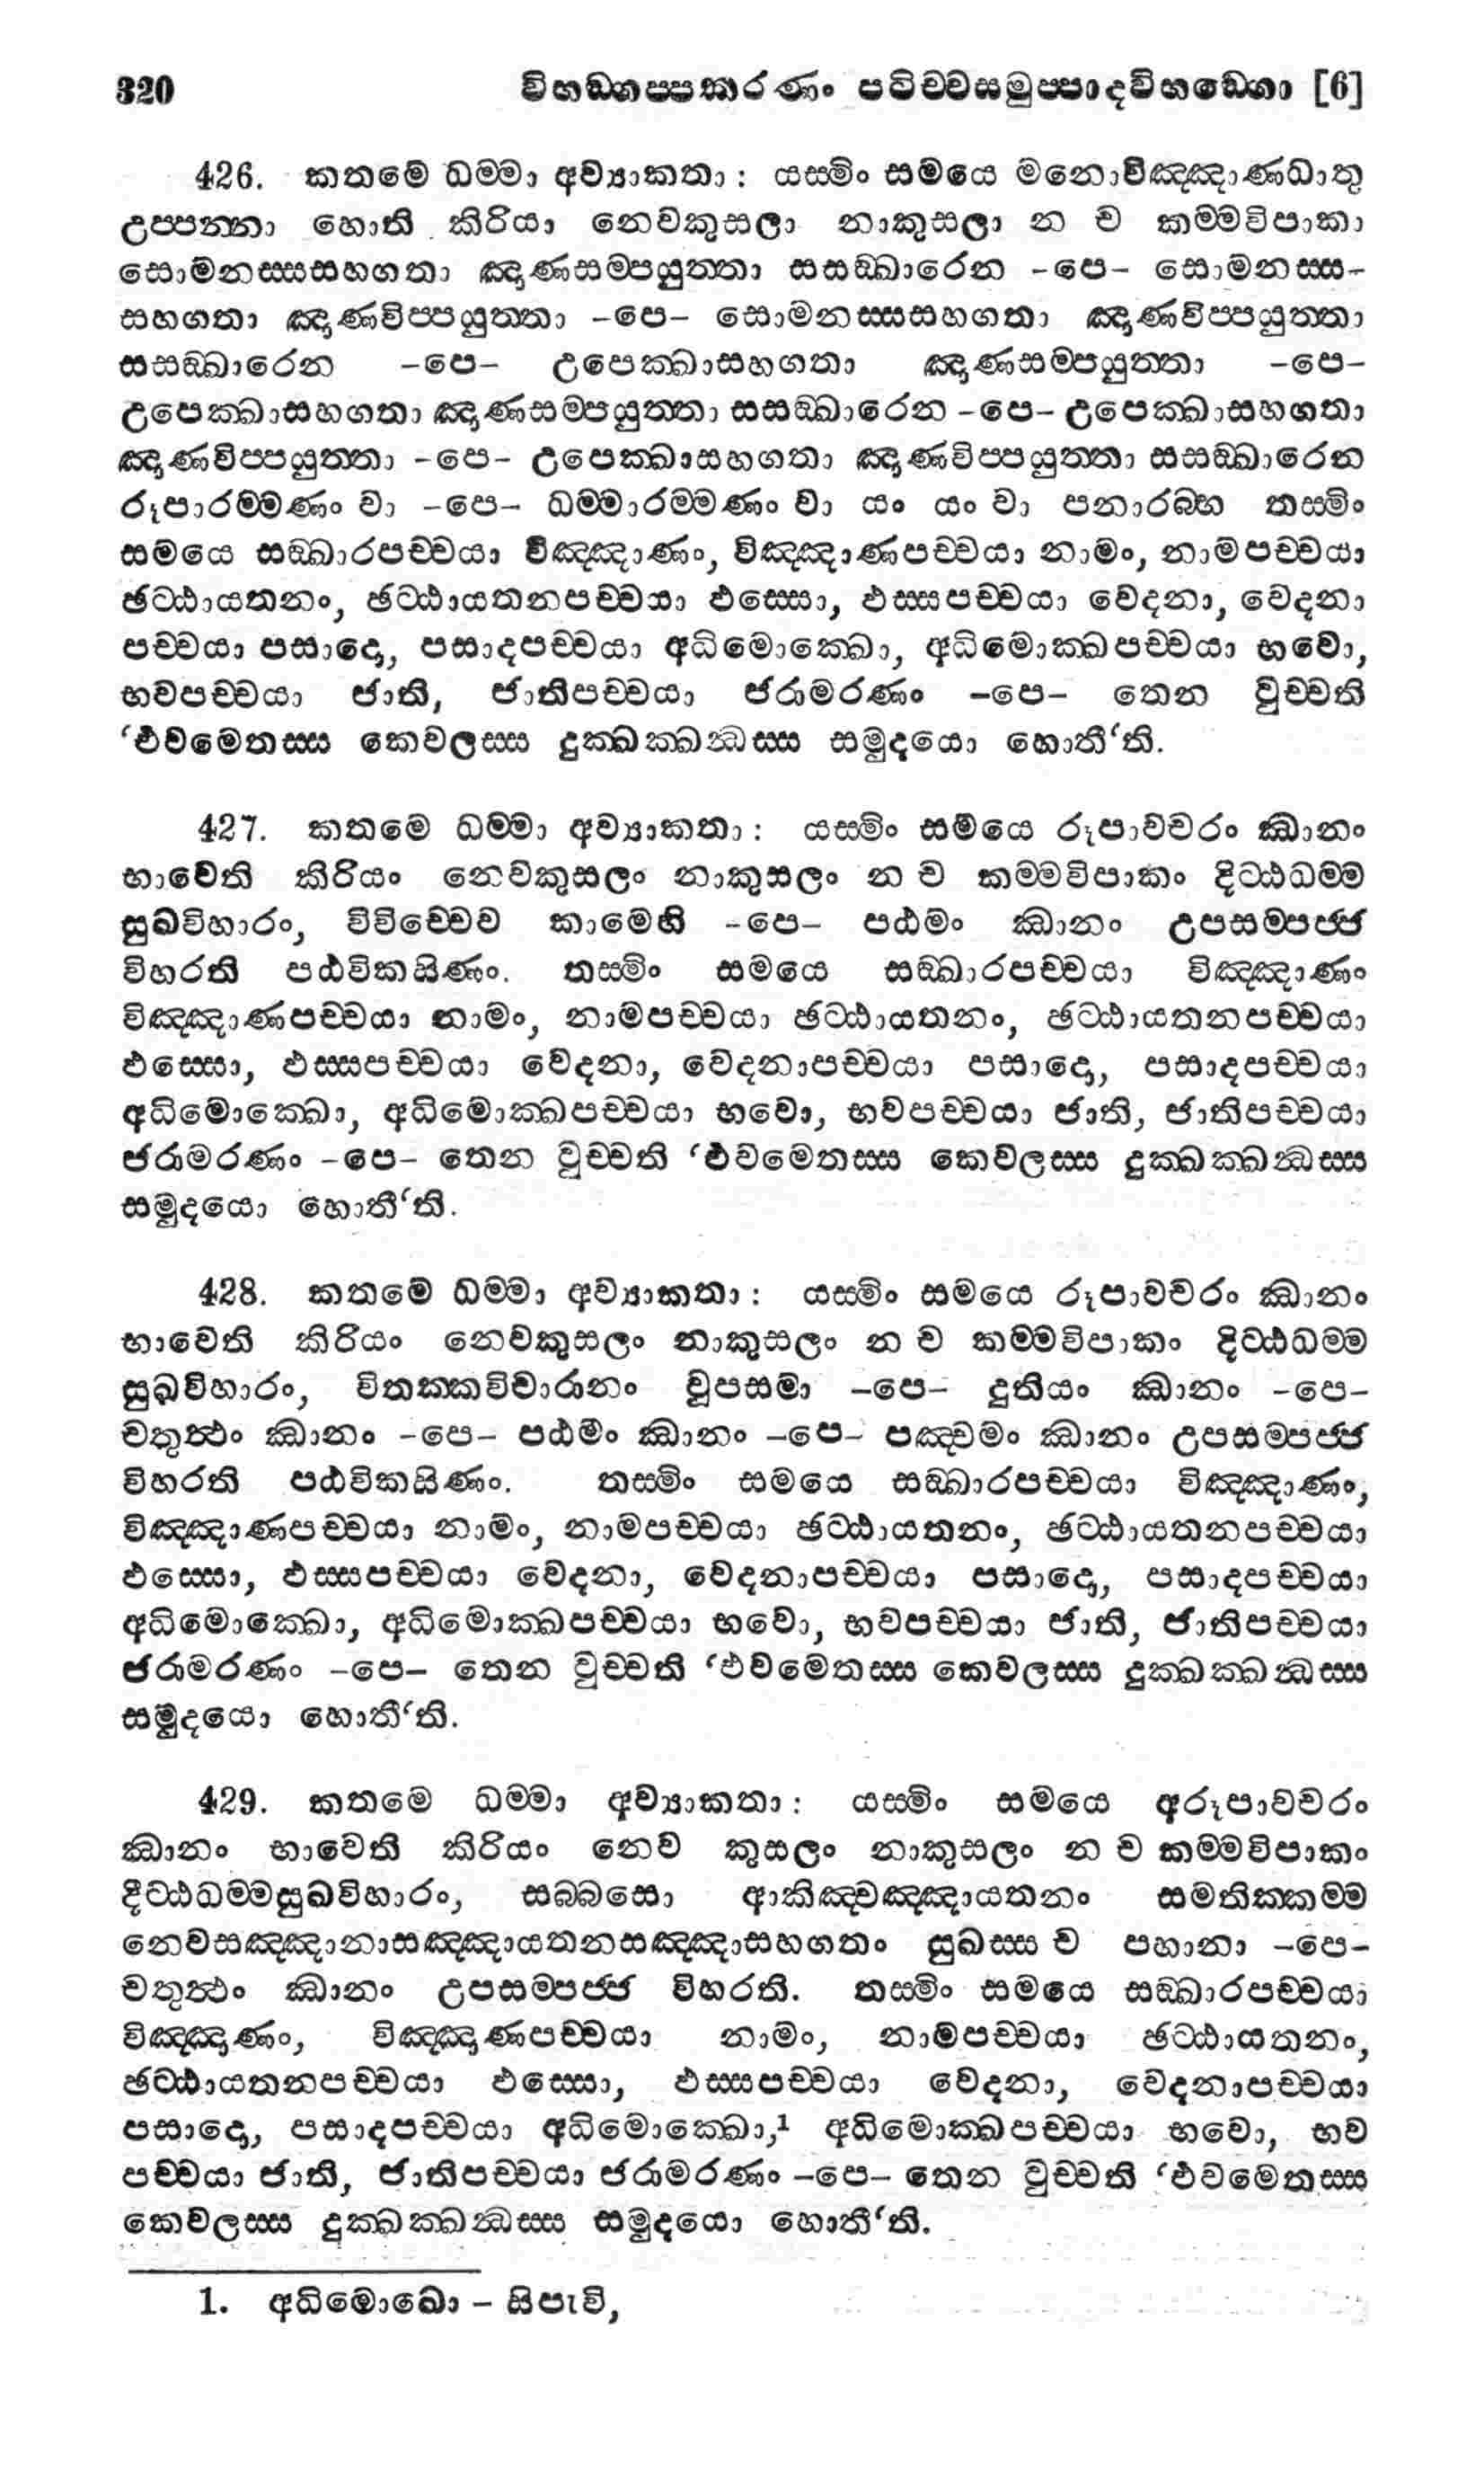 320 විභඞ්ගප්පකරණං පටිච්චසමුප්පාදවිභඞ්ගො [6]
426. කතමෙ ධම්මා අව්‍යාකතා: යස්මිං සමයෙ මනොවිඤ්ඤාණධාතු
උප්පන්නා හොති කිරියා නෙවකුසලා නාකුසලා න ච කම්මවිපාකා
සොමනස්සසහගතා ඤාණසම්පයුත්තා සසඞ්ඛාරෙන -පෙ- සොමනස්ස-
සහගතා ඤාණවිප්පයුත්තා -පෙ- සොමනස්සසහගතා ඤාණවිප්පයුත්තා
සසඞ්ඛාරෙන -පෙ- උපෙක්ඛාසහගතා ඤාණසම්පයුත්තා -පෙ-
උපෙක්ඛාසහගතා ඤාණසම්පයුත්තා සසඞ්ඛාරෙන -පෙ- උපෙක්ඛාසහගතා
ඤාණවිප්පයුත්තා -පෙ- උපෙක්ඛාසහගතා ඤාණවිප්පයුත්තා සසඞ්ඛාරෙන
රූපාරම්මණං වා -පෙ- ධම්මාරම්මණං වා යං යං වා පනාරබ්භ තස්මිං
සමයෙ සඞ්ඛාරපච්චයා විඤ්ඤාණං, විඤ්ඤාණපච්චයා නාමං, නාමපච්චයා
ඡට්ඨායතනං, ඡට්ඨායතනපච්චයා ඵස්සො, ඵස්සපච්චයා වෙදනා, වෙදනා
පච්චයා පසාදො, පසාදපච්චයා අධිමොක්ඛො, අධිමොක්ඛපච්චයා භවො,
භවපච්චයා ජාති, ජාතිපච්චයා ජරාමරණං -පෙ- තෙන වුච්චති
‘එවමෙතස්ස කෙවලස්ස දුක්ඛක්ඛන්ධස්ස සමුදයො හොතී‘ති.
427. කතමෙ ධම්මා අව්‍යාකතා: යස්මිං සමයෙ රූපාවචරං ඣානං
භාවෙති කිරියං නෙවකුසලං නාකුසලං න ච කම්මවිපාකං දිට්ඨධම්ම
සුඛවිහාරං, විවිච්චෙව කාමෙහි -පෙ- පඨමං ඣානං උපසම්පජ්ජ
විහරති පඨවිකසිණං. තස්මිං සමයෙ සඞ්ඛාරපච්චයා විඤ්ඤාණං
විඤ්ඤාණපච්චයා නාමං, නාමපච්චයා ඡට්ඨායතනං, ඡට්ඨායතනපච්චයා
ඵස්සො, ඵස්සපච්චයා වෙදනා, වෙදනාපච්චයා පසාදො, පසාදපච්චයා
අධිමොක්ඛො, අධිමොක්ඛපච්චයා භවො, භවපච්චයා ජාති, ජාතිපච්චයා
ජරාමරණං -පෙ- තෙන වුච්චති ‘එවමෙතස්ස කෙවලස්ස දුක්ඛක්ඛන්ධස්ස
සමුදයො හොතී‘ති.
428. කතමෙ ධම්මා අව්‍යාකතා: යස්මිං සමයෙ රූපාවචරං ඣානං
භාවෙති කිරියං නෙවකුසලං නාකුසලං න ච කම්මවිපාකං දිට්ඨධම්ම
සුඛවිහාරං, විතක්කවිචාරානං වූපසමා -පෙ- දුතියං ඣානං -පෙ-
චතුත්ථං ඣානං -පෙ- පඨමං ඣානං -පෙ- පඤ්චමං ඣානං උපසම්පජ්ජ
විහරති පඨවිකසිණං. තස්මිං සමයෙ සඞ්ඛාරපච්චයා විඤ්ඤාණං,
විඤ්ඤාණපච්චයා නාමං, නාමපච්චයා ඡට්ඨායතනං, ඡට්ඨායතනපච්චයා
ඵස්සො, ඵස්සපච්චයා වෙදනා, වෙදනාපච්චයා පසාදො, පසාදපච්චයා
අධිමොක්ඛො, අධිමොක්ඛපච්චයා භවො, භවපච්චයා ජාති, ජාතිපච්චයා
ජරාමරණං -පෙ- තෙන වුච්චති ‘එවමෙතස්ස කෙවලස්ස දුක්ඛක්ඛන්ධස්ස
සමුදයො හොතී‘ති.
429. කතමෙ ධම්මා අව්‍යාකතා: යස්මිං සමයෙ අරූපාවචරං
ඣානං භාවෙති කිරියං නෙව කුසලං නාකුසලං න ච කම්මවිපාකං
දිට්ඨධම්මසුඛවිහාරං, සබ්බසො ආකිඤ්චඤ්ඤායතනං සමතික්කම්ම
නෙවසඤ්ඤානාසඤ්ඤායතනසඤ්ඤාසහගතං සුඛස්ස ච පහානා -පෙ-
චතුත්ථං ඣානං උපසම්පජ්ජ විහරති. තස්මිං සමයෙ සඞ්ඛාරපච්චයා
විඤ්ඤාණං, විඤ්ඤාණපච්චයා නාමං, නාමපච්චයා ඡට්ඨායතනං,
ඡට්ඨායතනපච්චයා ඵස්සො, ඵස්සපච්චයා වෙදනා, වෙදනාපච්චයා
පසාදො, පසාදපච්චයා අධිමොක්ඛො,¹ අධිමොක්ඛපච්චයා භවො, භව
පච්චයා ජාති, ජාතිපච්චයා ජරාමරණං -පෙ- තෙන වුච්චති ‘එවමෙතස්ස
කෙවලස්ස දුක්ඛක්ඛන්ධස්ස සමුදයො හොතී‘ති.
1. අධිමොඛො - සිපැවි,